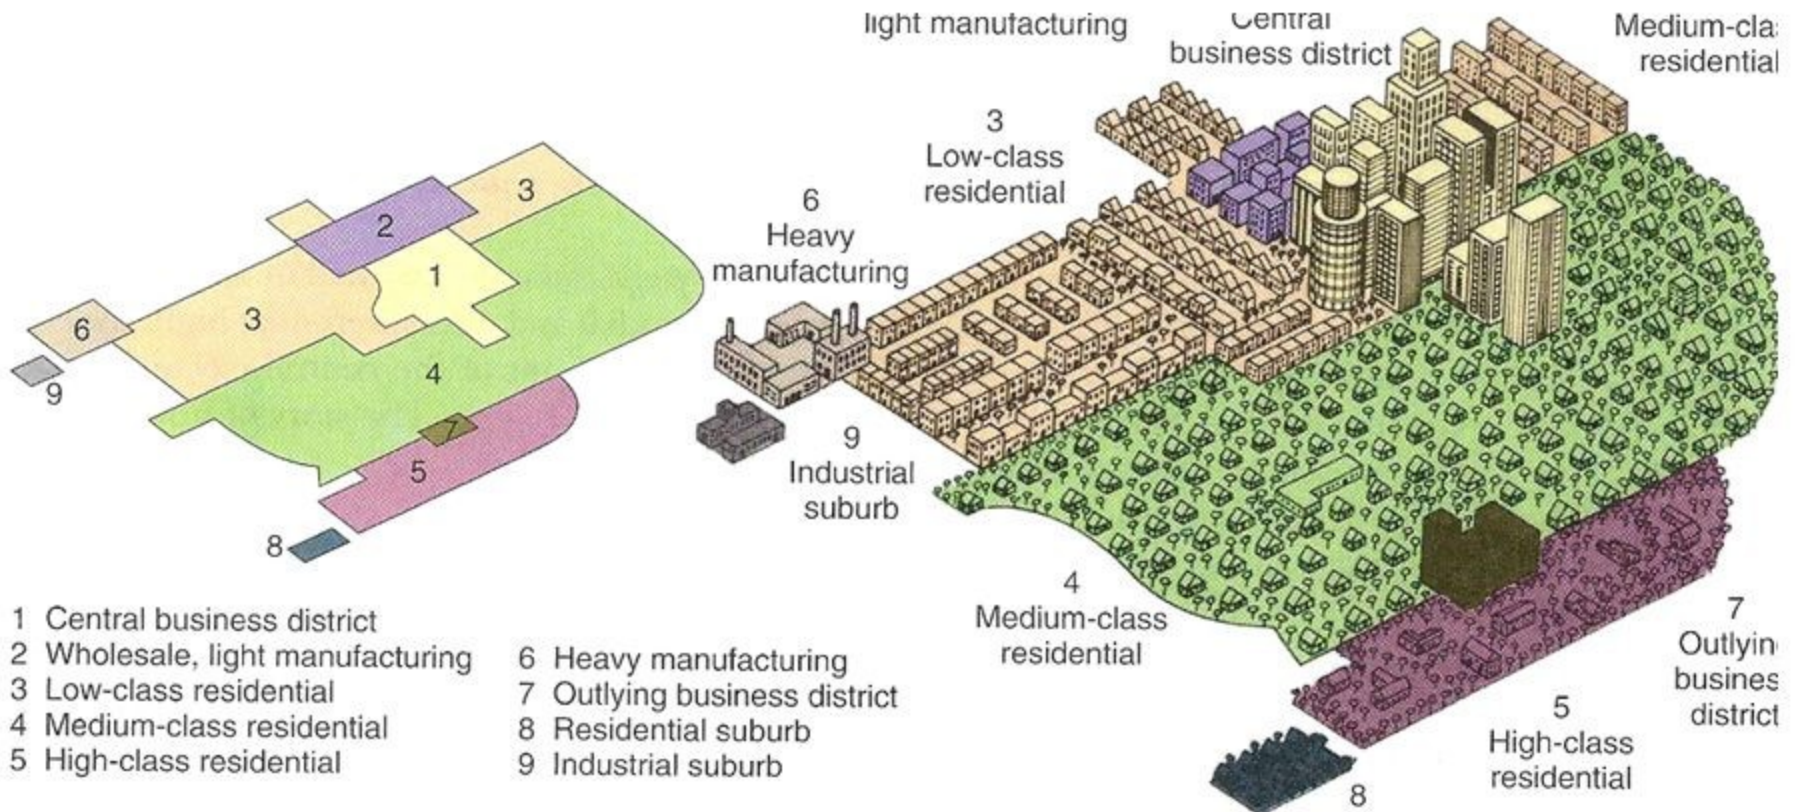 light manufacturing
Central
business district
Medium-clas
residential
3
Low-class
residential
6
Heavy
manufacturing
3
2
1
3
6
4
9
7
5
8
9
Industrial
suburb
4
Medium-class
residential
7
Outlyin
busines
district
5
High-class
residential
8
1 Central business district
2 Wholesale, light manufacturing
3 Low-class residential
4 Medium-class residential
5 High-class residential
6 Heavy manufacturing
7 Outlying business district
8 Residential suburb
9 Industrial suburb